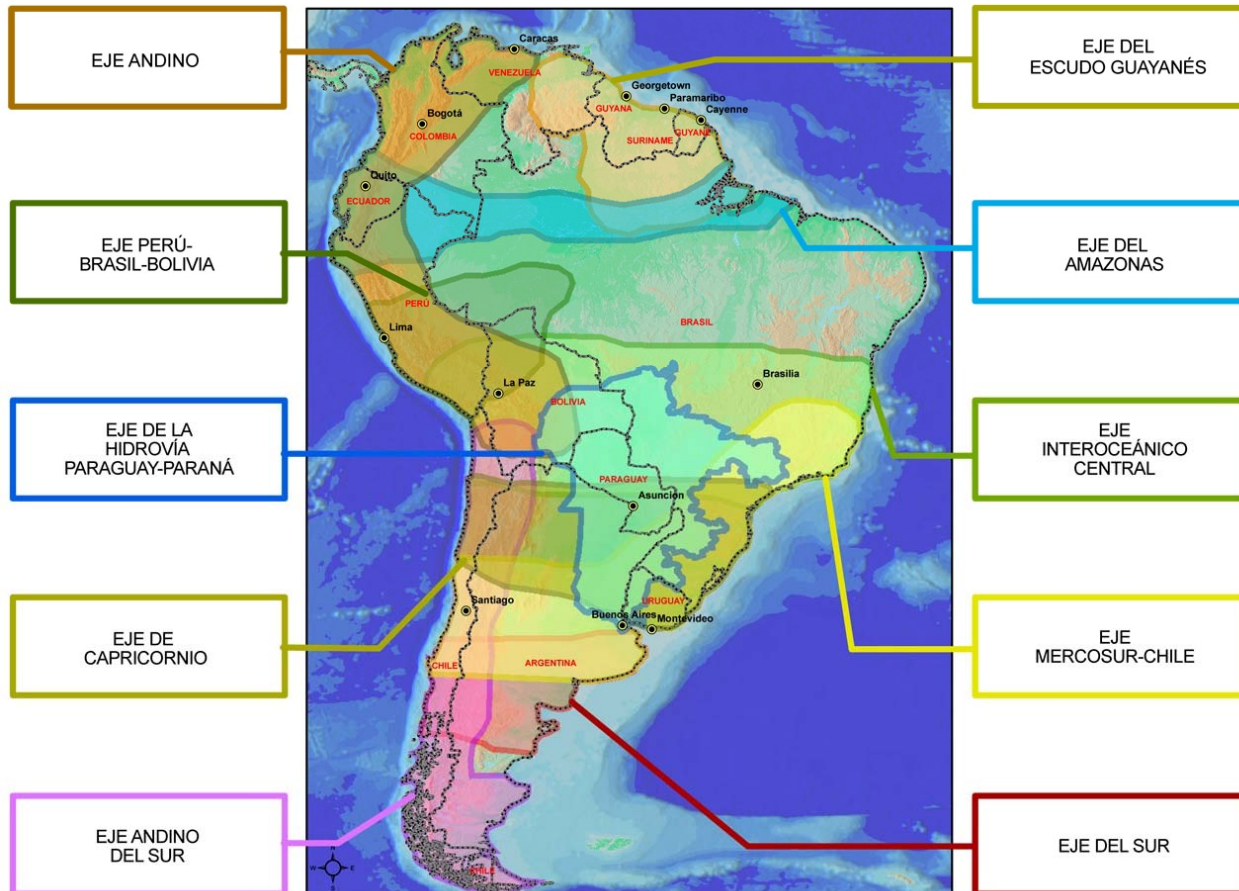 EJE ANDINO
EJE PERÚ-
BRASIL-BOLIVIA
EJE DE LA
HIDROVÍA
PARAGUAY-PARANÁ
EJE DE
CAPRICORNIO
EJE ANDINO
DEL SUR
Caracas
VENEZUELA
Georgetown
GUYANA
Paramaribo
Cayenne
Bogotá
COLOMBIA
SURINAME
GUYANE
Quito
ECUADOR
PERÚ
BRASIL
Lima
La Paz
Brasilia
BOLIVIA
PARAGUAY
Asuncion
Santiago
URUGUAY
Buenos Aires
Montevideo
CHILE
ARGENTINA
N
W
E
S
CHILE
EJE DEL
ESCUDO GUAYANÉS
EJE DEL
AMAZONAS
EJE
INTEROCEÁNICO
CENTRAL
EJE
MERCOSUR-CHILE
EJE DEL SUR